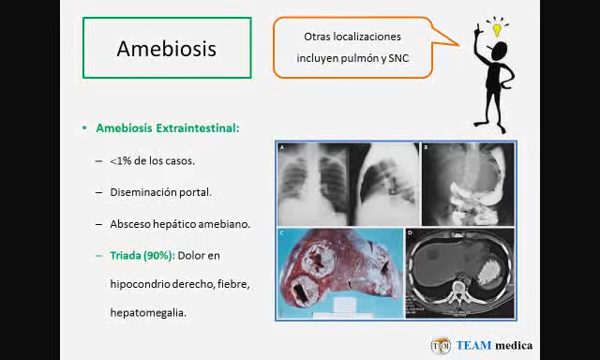 Amebiosis
Otras localizaciones
incluyen pulmón y SNC
• Amebiosis Extraintestinal:
– <1% de los casos.
– Diseminación portal.
– Absceso hepático amebiano.
– Triada (90%): Dolor en
hipocondrio derecho, fiebre,
hepatomegalia.
A
B
C
D
TEAM medica